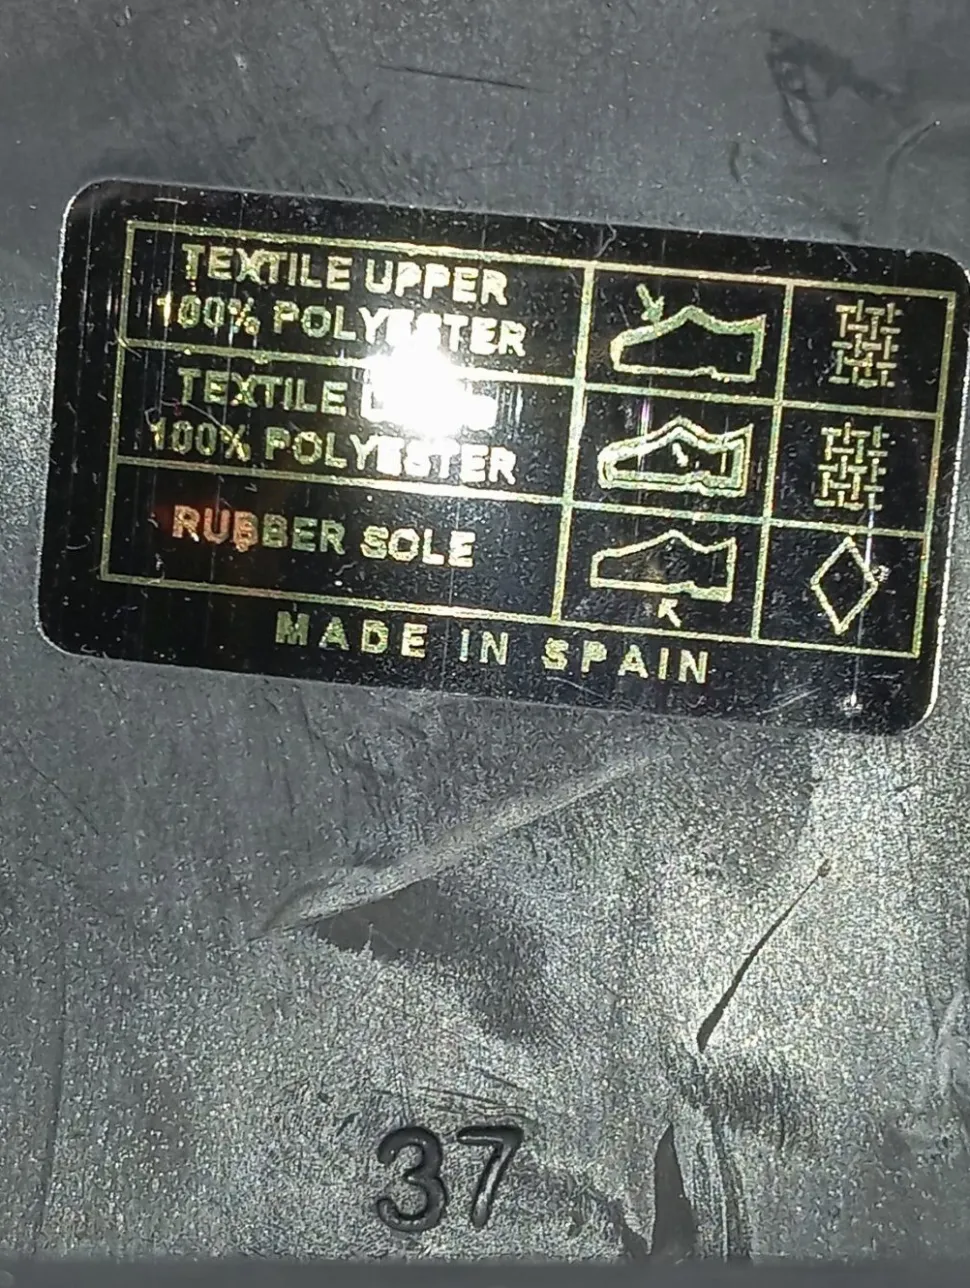 TEXTILE UPPER
100% POLYESTER
TEXTILE
100% POLYESTER
RUBBER SOLE
MADE IN SPAIN
37